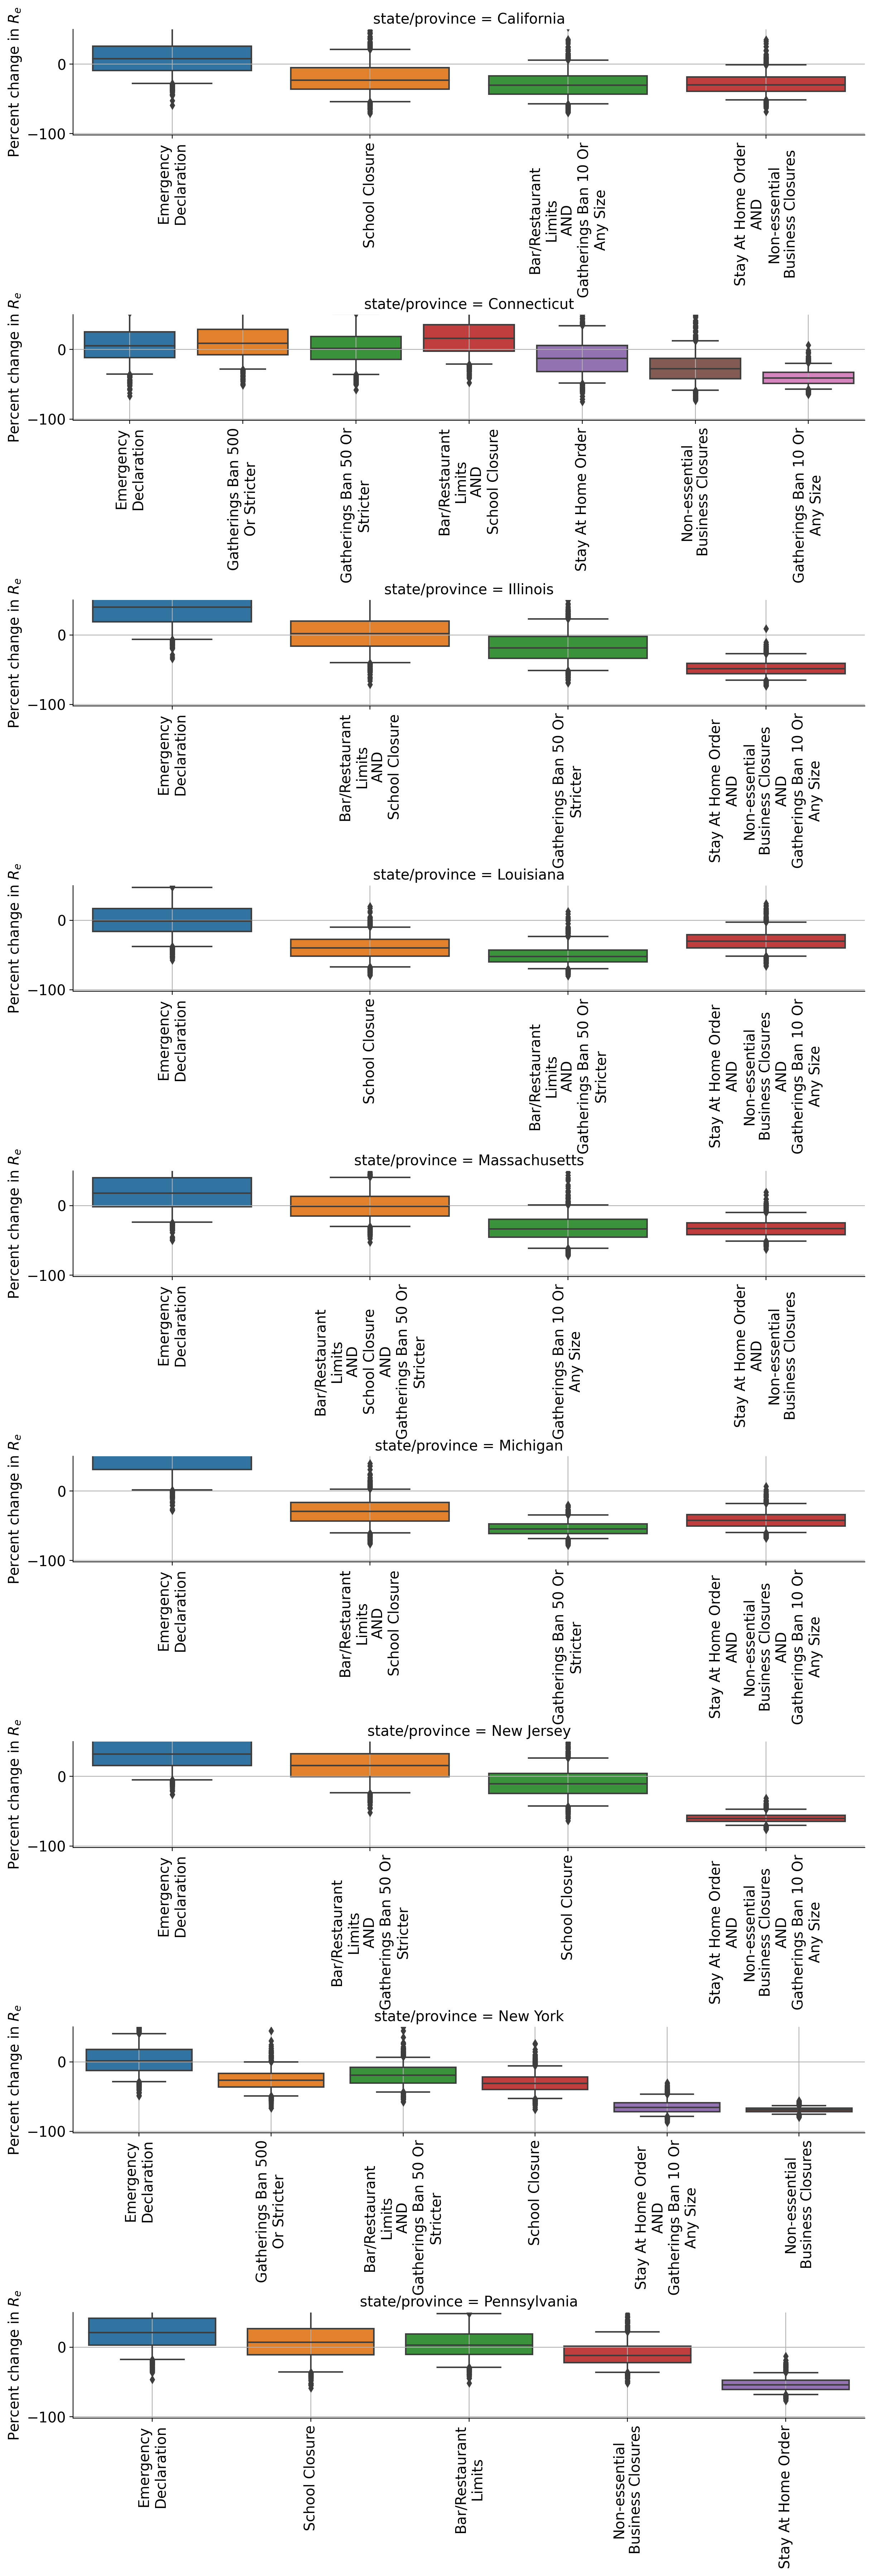 state/province = California
Percent change in Re
0
−100
Emergency
Declaration
School Closure
Bar/Restaurant
Limits
AND
Gatherings Ban 10 Or
Any Size
Stay At Home Order
AND
Non-essential
Business Closures
state/province = Connecticut
Percent change in Re
0
−100
Emergency
Declaration
Gatherings Ban 500
Or Stricter
Gatherings Ban 50 Or
Stricter
Bar/Restaurant
Limits
AND
School Closure
Stay At Home Order
Non-essential
Business Closures
Gatherings Ban 10 Or
Any Size
state/province = Illinois
Percent change in Re
0
−100
Emergency
Declaration
Bar/Restaurant
Limits
AND
School Closure
Gatherings Ban 50 Or
Stricter
Stay At Home Order
AND
Non-essential
Business Closures
AND
Gatherings Ban 10 Or
Any Size
state/province = Louisiana
Percent change in Re
0
−100
Emergency
Declaration
School Closure
Bar/Restaurant
Limits
AND
Gatherings Ban 50 Or
Stricter
Stay At Home Order
AND
Non-essential
Business Closures
AND
Gatherings Ban 10 Or
Any Size
state/province = Massachusetts
Percent change in Re
0
−100
Emergency
Declaration
Bar/Restaurant
Limits
AND
School Closure
AND
Gatherings Ban 50 Or
Stricter
Gatherings Ban 10 Or
Any Size
Stay At Home Order
AND
Non-essential
Business Closures
state/province = Michigan
Percent change in Re
0
−100
Emergency
Declaration
Bar/Restaurant
Limits
AND
School Closure
Gatherings Ban 50 Or
Stricter
Stay At Home Order
AND
Non-essential
Business Closures
AND
Gatherings Ban 10 Or
Any Size
state/province = New Jersey
Percent change in Re
0
−100
Emergency
Declaration
Bar/Restaurant
Limits
AND
Gatherings Ban 50 Or
Stricter
School Closure
Stay At Home Order
AND
Non-essential
Business Closures
AND
Gatherings Ban 10 Or
Any Size
state/province = New York
Percent change in Re
0
−100
Emergency
Declaration
Gatherings Ban 500
Or Stricter
Bar/Restaurant
Limits
AND
Gatherings Ban 50 Or
Stricter
School Closure
Stay At Home Order
AND
Gatherings Ban 10 Or
Any Size
Non-essential
Business Closures
state/province = Pennsylvania
Percent change in Re
0
−100
Emergency
Declaration
School Closure
Bar/Restaurant
Limits
Non-essential
Business Closures
Stay At Home Order